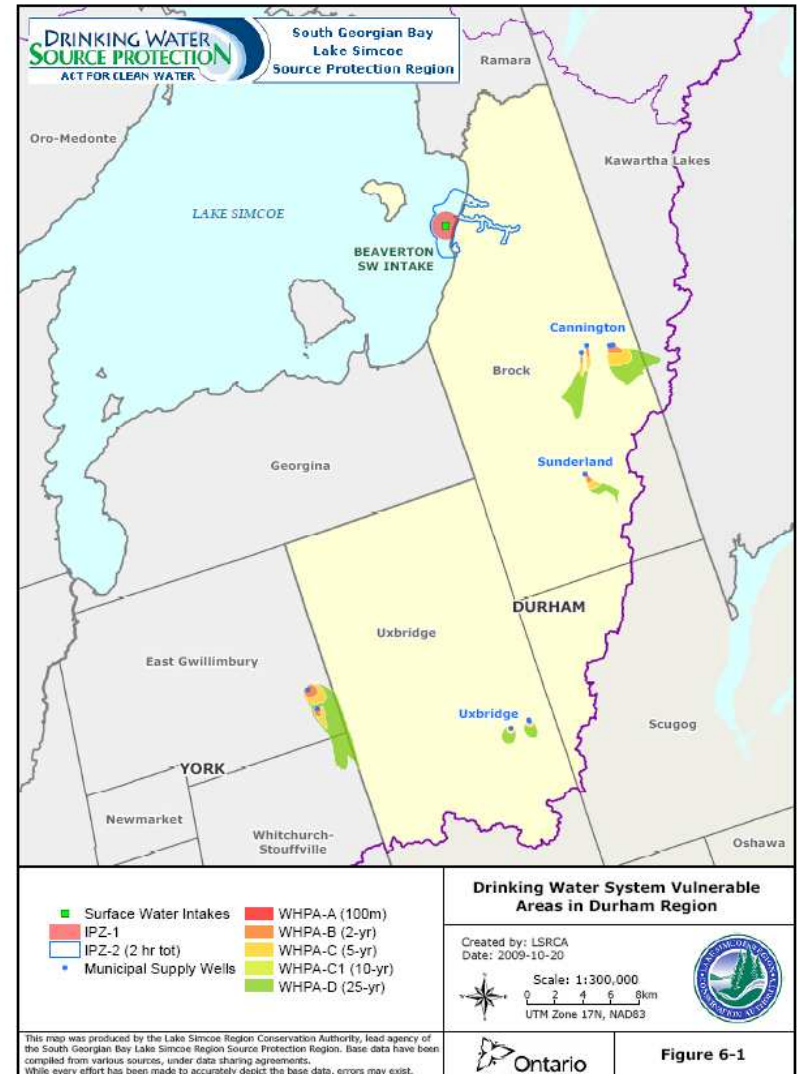 DRINKING WATER
SOURCE PROTECTION
ACT FOR CLEAN WATER
South Georgian Bay
Lake Simcoe
Source Protection Region
Ramara
Oro-Medonte
Kawartha Lakes
LAKE SIMCOE
BEAVERTON
SW INTAKE
Cannington
Brock
Sunderland
Georgina
DURHAM
Uxbridge
East Gwillimbury
Uxbridge
Scugog
YORK
Newmarket
Whitchurch-
Stouffville
Oshawa
Surface Water Intakes
IPZ-1
IPZ-2 (2 hr tot)
Municipal Supply Wells
WHPA-A (100m)
WHPA-B (2-yr)
WHPA-C (5-yr)
WHPA-C1 (10-yr)
WHPA-D (25-yr)
Drinking Water System Vulnerable
Areas in Durham Region
Created by: LSRCA
Date: 2009-10-20
Scale: 1:300,000
0 2 4 6 8km
UTM Zone 17N, NAD83
LAKE SIMCOE REGION
CONSERVATION AUTHORITY
This map was produced by the Lake Simcoe Region Conservation Authority, lead agency of
the South Georgian Bay Lake Simcoe Region Source Protection Region. Base data have been
compiled from various sources, under data sharing agreements.
While every effort has been made to accurately depict the base data, errors may exist.
Ontario
Figure 6-1